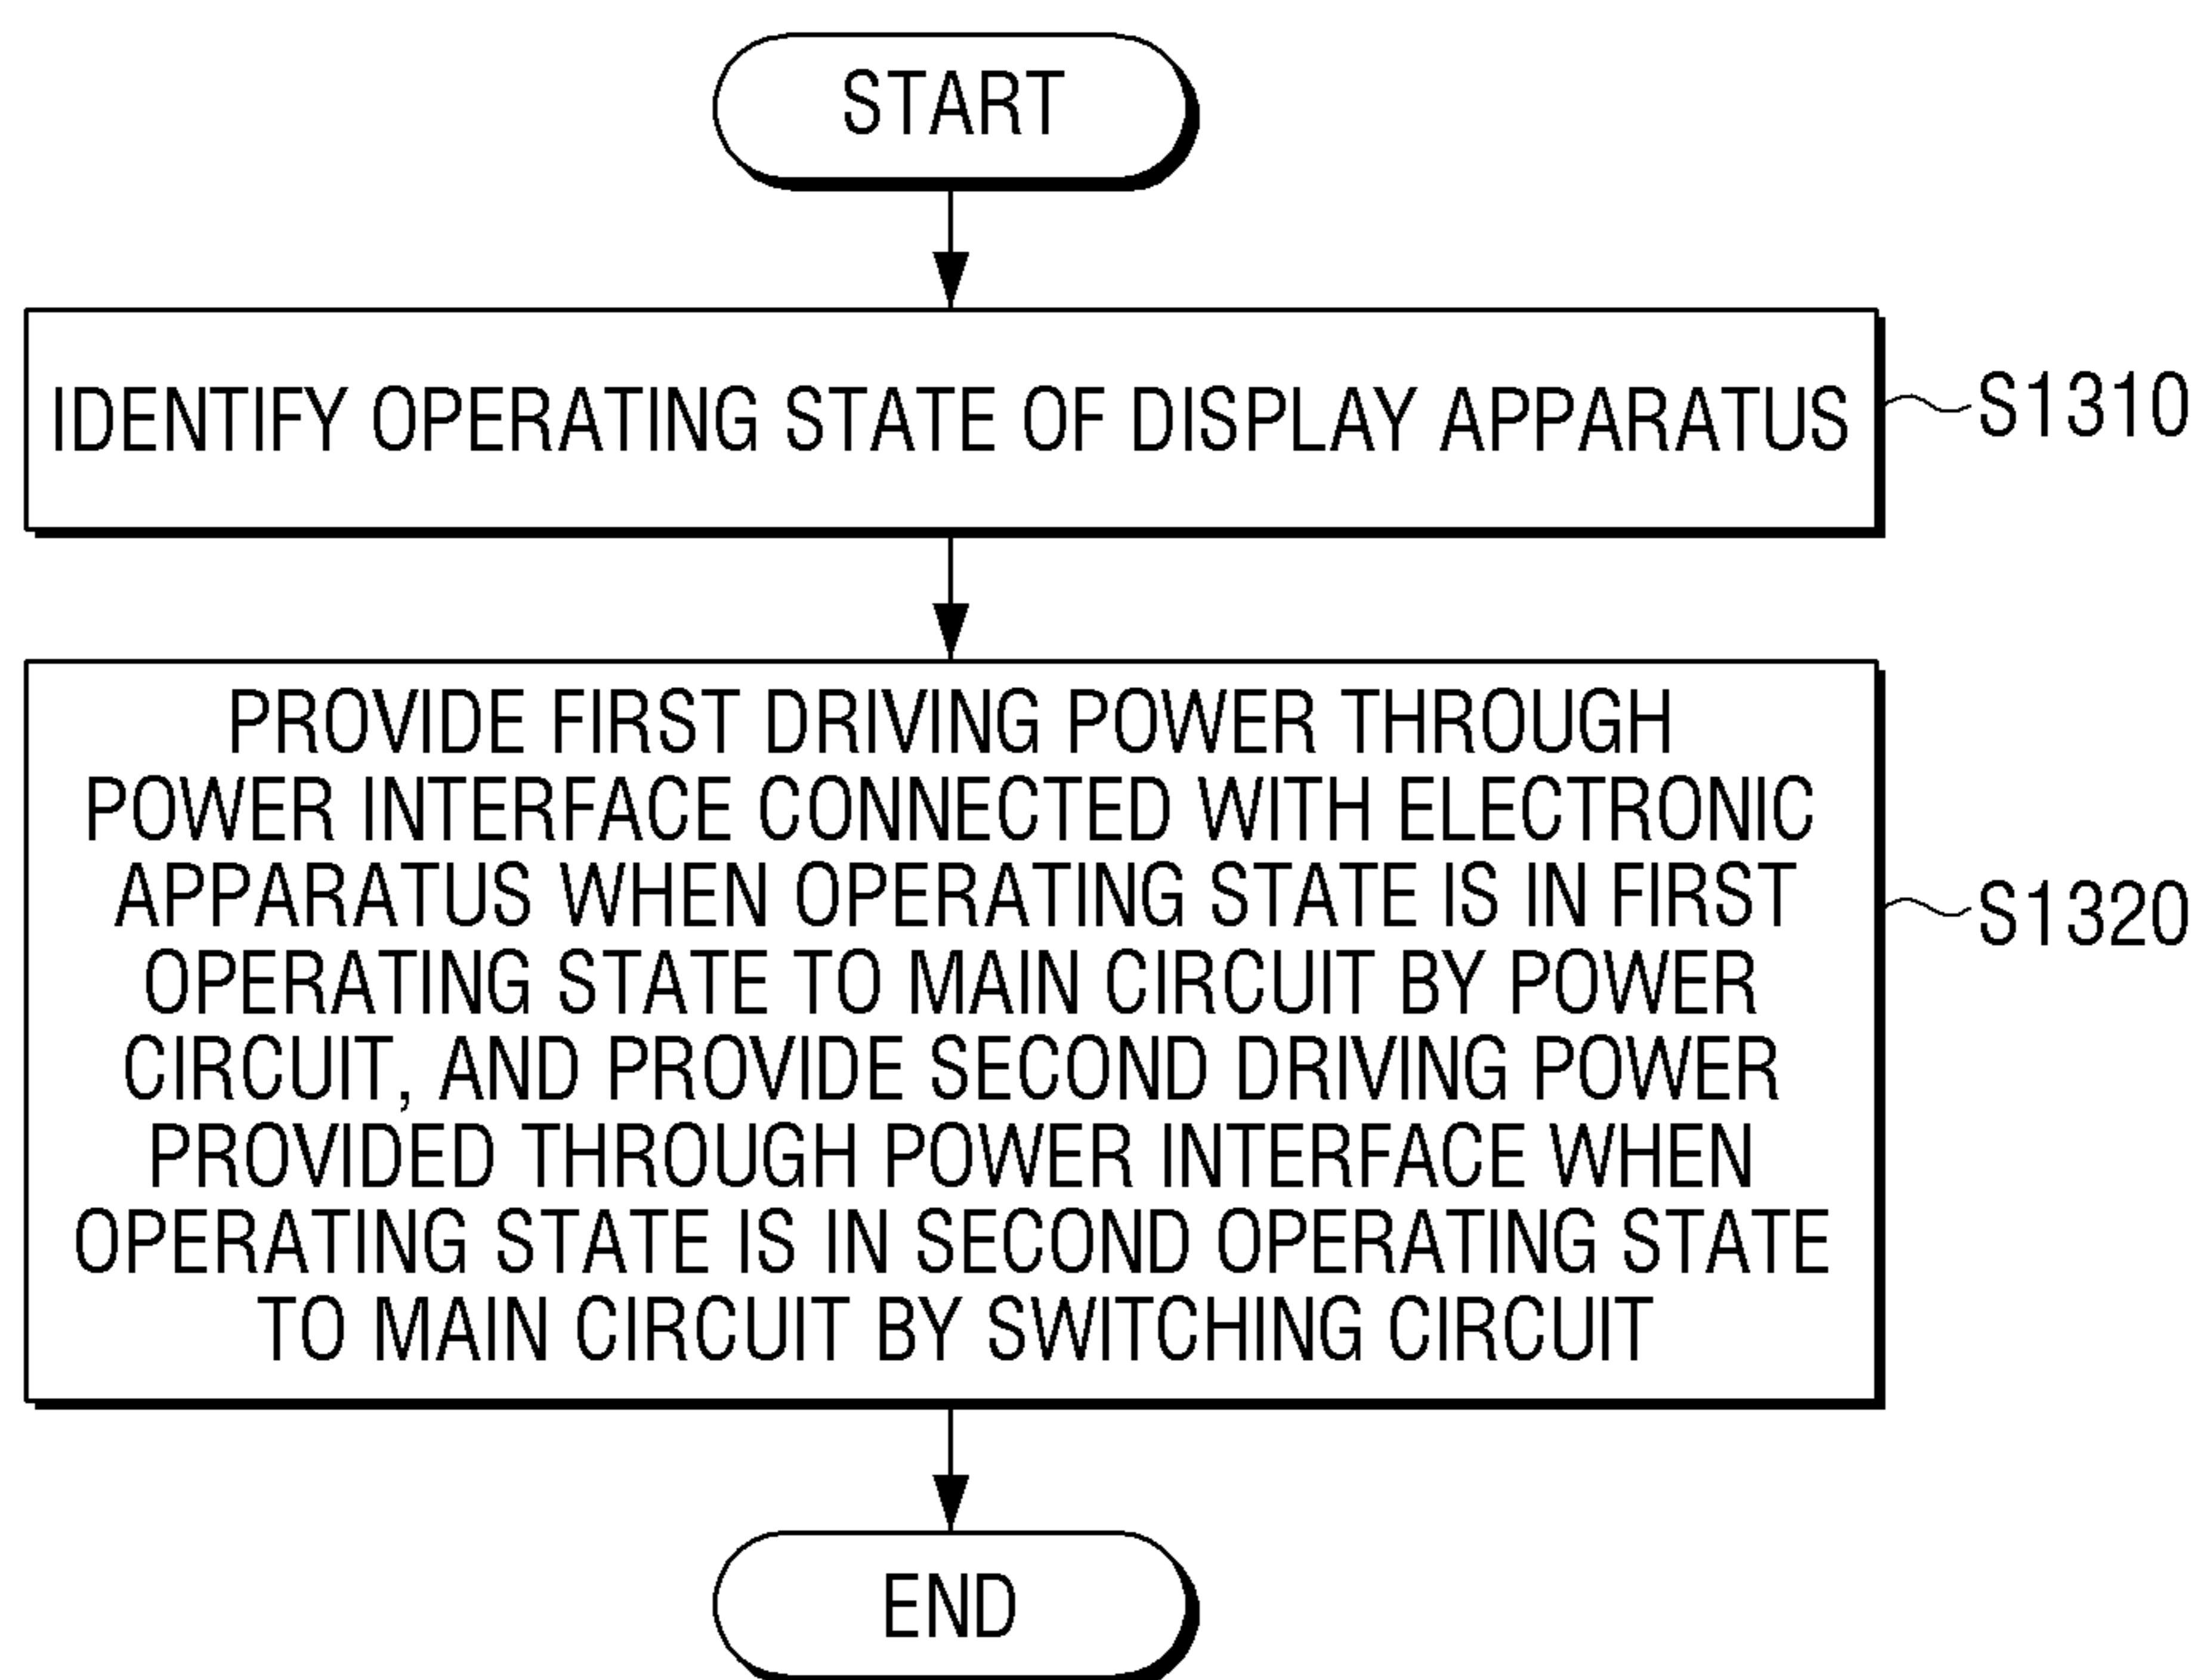 START
IDENTIFY OPERATING STATE OF DISPLAY APPARATUS
S1310
PROVIDE FIRST DRIVING POWER THROUGH
POWER INTERFACE CONNECTED WITH ELECTRONIC
APPARATUS WHEN OPERATING STATE IS IN FIRST
OPERATING STATE TO MAIN CIRCUIT BY POWER
CIRCUIT, AND PROVIDE SECOND DRIVING POWER
PROVIDED THROUGH POWER INTERFACE WHEN
OPERATING STATE IS IN SECOND OPERATING STATE
TO MAIN CIRCUIT BY SWITCHING CIRCUIT
S1320
END